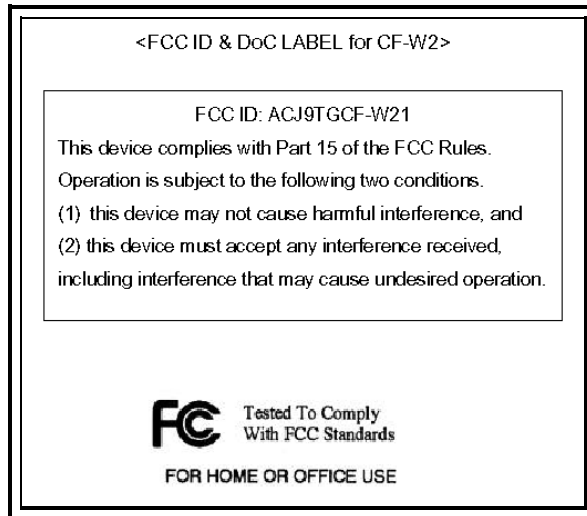 <FCC ID & DoC LABEL for CF-W2>
FCC ID: ACJ9TGCF-W21
This device complies with Part 15 of the FCC Rules.
Operation is subject to the following two conditions.
(1) this device may not cause harmful interference, and
(2) this device must accept any interference received,
including interference that may cause undesired operation.
FC Tested To Comply
With FCC Standards
FOR HOME OR OFFICE USE